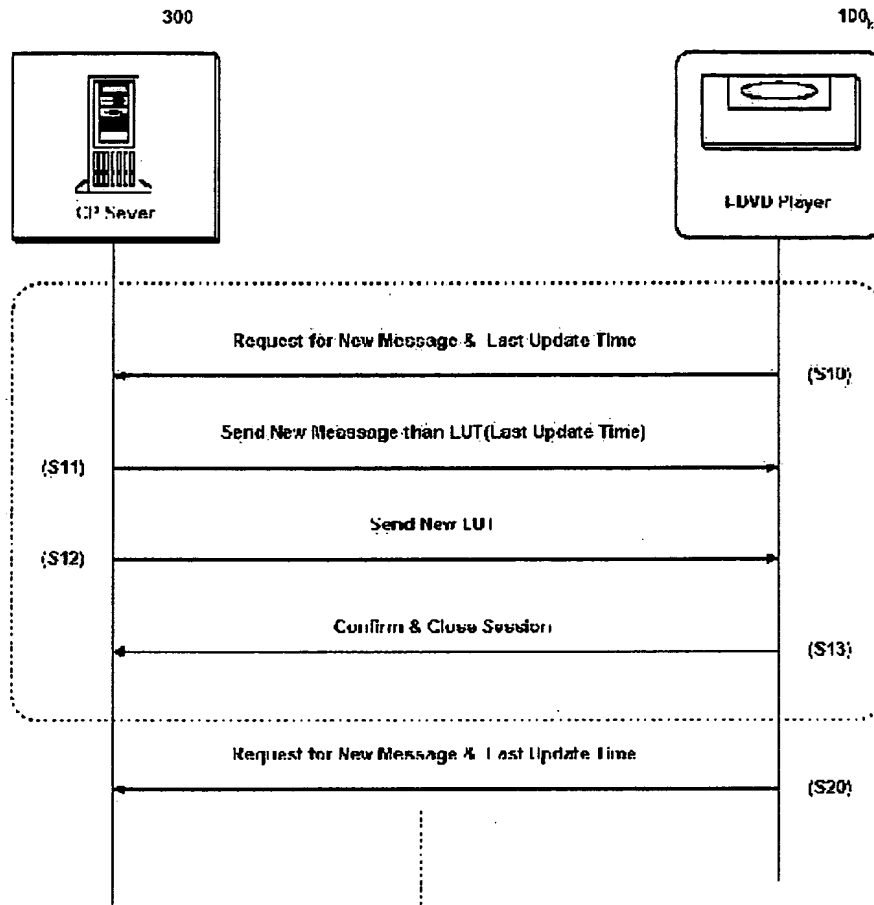 300
100
CP Sever
EDVD Player
Request for New Message & Last Update Time
(S10)
Send New Meassage than LUT(Last Update Time)
(S11)
Send New LUT
(S12)
Confirm & Close Session
(S13)
Request for New Message & Last Update Time
(S20)